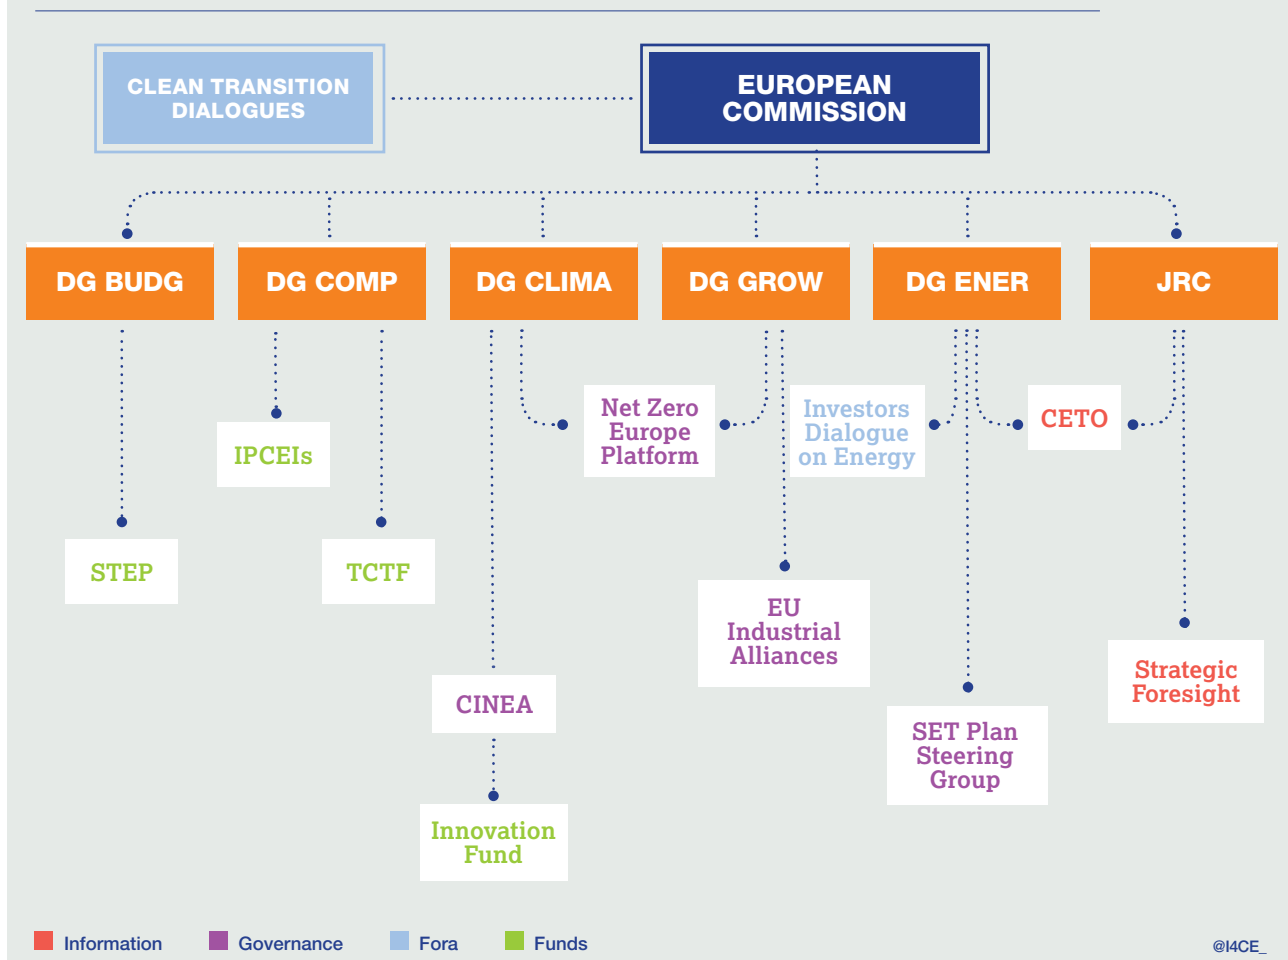 CLEAN TRANSITION
DIALOGUES
EUROPEAN
COMMISSION
DG BUDG
DG COMP
DG CLIMA
DG GROW
DG ENER
JRC
Net Zero
Europe
Platform
Investors
Dialogue
on Energy
CETO
IPCEIs
STEP
TCTF
EU
Industrial
Alliances
Strategic
Foresight
CINEA
SET Plan
Steering
Group
Innovation
Fund
Information
Governance
Fora
Funds
@I4CE_